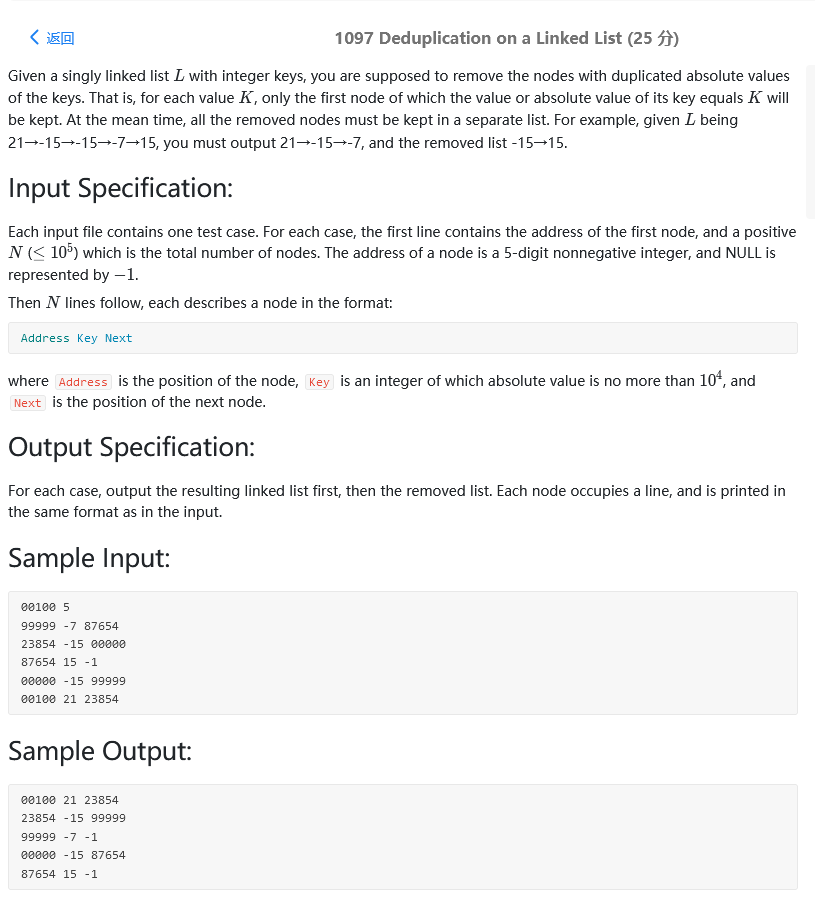 返回
1097 Deduplication on a Linked List (25 分)
Given a singly linked list L with integer keys, you are supposed to remove the nodes with duplicated absolute values
of the keys. That is, for each value K, only the first node of which the value or absolute value of its key equals K will
be kept. At the mean time, all the removed nodes must be kept in a separate list. For example, given L being
21→-15→-15→-7→15, you must output 21→-15→-7, and the removed list -15→15.
Input Specification:
Each input file contains one test case. For each case, the first line contains the address of the first node, and a positive
N (≤ 10⁵) which is the total number of nodes. The address of a node is a 5-digit nonnegative integer, and NULL is
represented by −1.
Then N lines follow, each describes a node in the format:
Address Key Next
where Address is the position of the node, Key is an integer of which absolute value is no more than 10⁴, and
Next is the position of the next node.
Output Specification:
For each case, output the resulting linked list first, then the removed list. Each node occupies a line, and is printed in
the same format as in the input.
Sample Input:
00100 5
99999 -7 87654
23854 -15 00000
87654 15 -1
00000 -15 99999
00100 21 23854
Sample Output:
00100 21 23854
23854 -15 99999
99999 -7 -1
00000 -15 87654
87654 15 -1